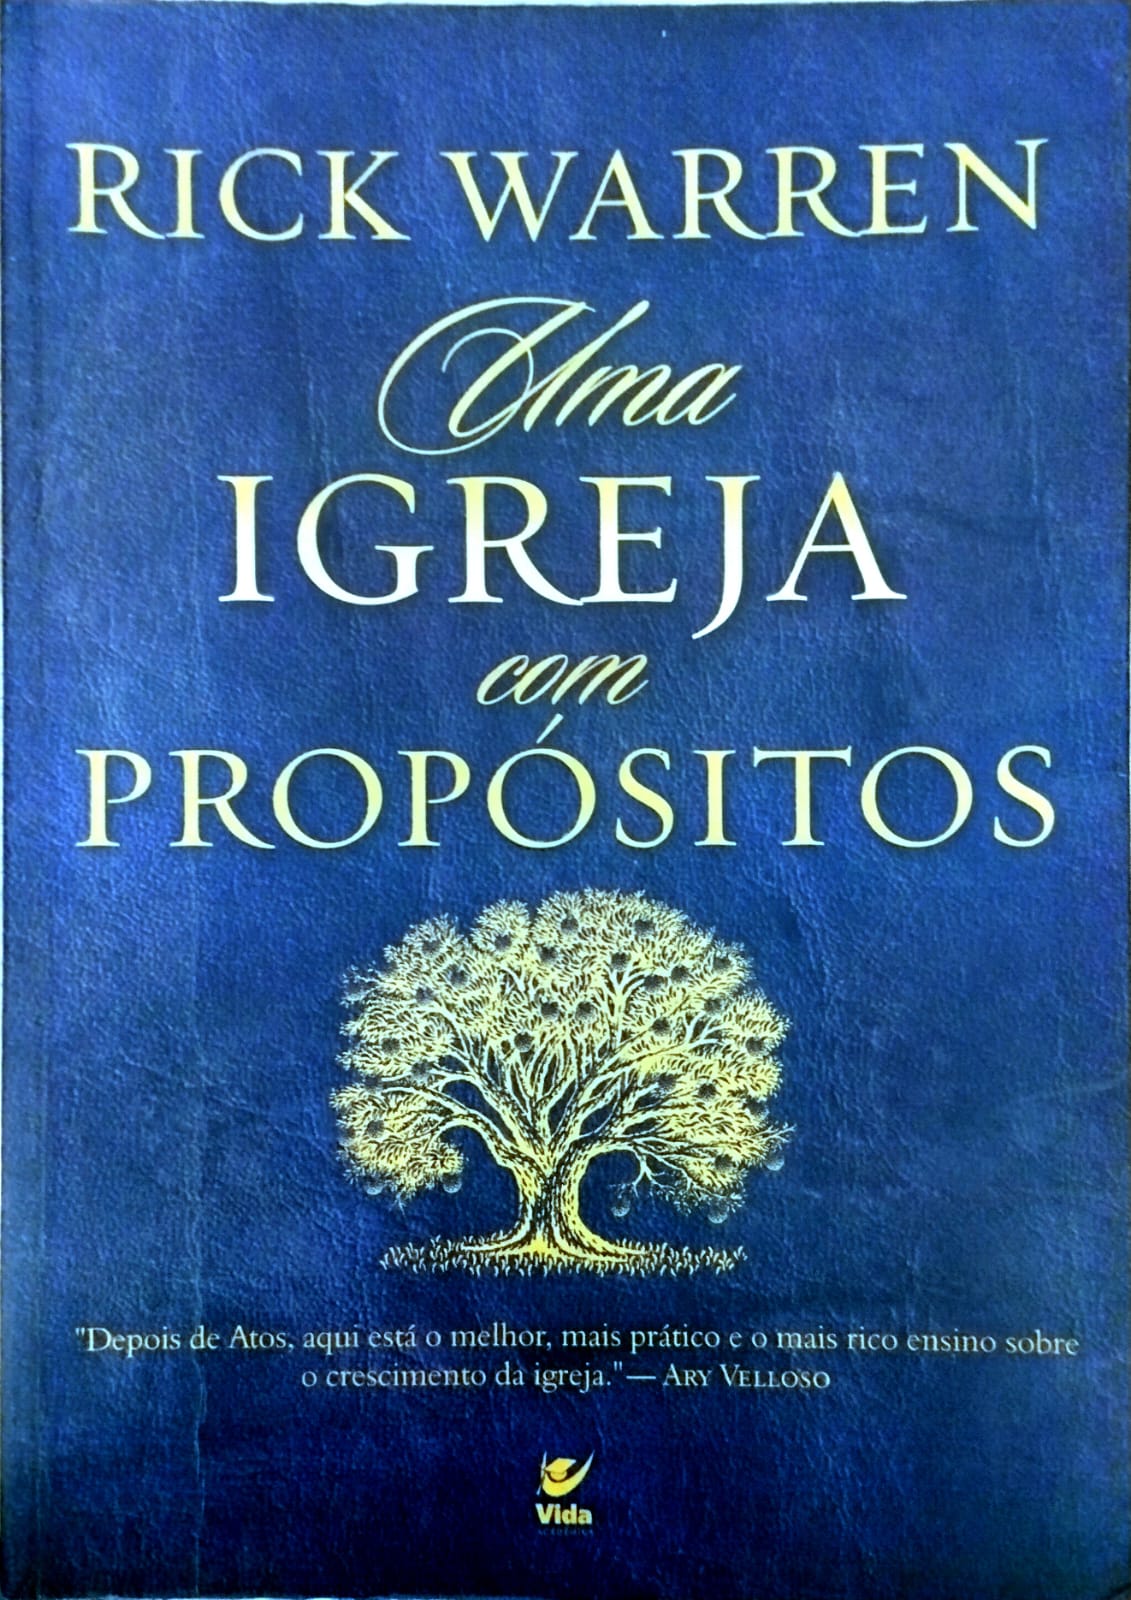 RICK WARREN
Uma
IGREJA
com
PROPÓSITOS
"Depois de Atos, aqui está o melhor, mais prático e o mais rico ensino sobre
o crescimento da igreja."— ARY VELLOSO
Vida
ACADÊMICA